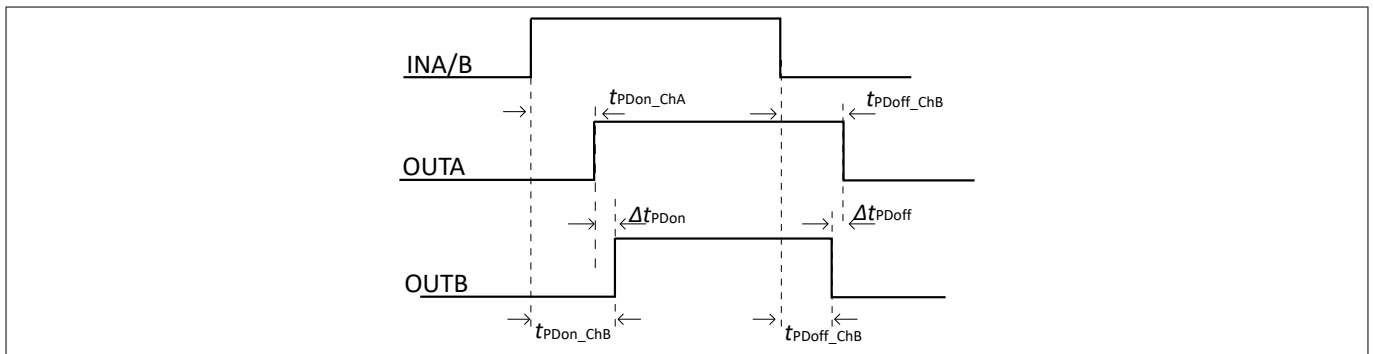 INA/B
tPDon_ChA
tPDoff_ChB
OUTA
ΔtPDon
ΔtPDoff
OUTB
tPDon_ChB
tPDoff_ChB